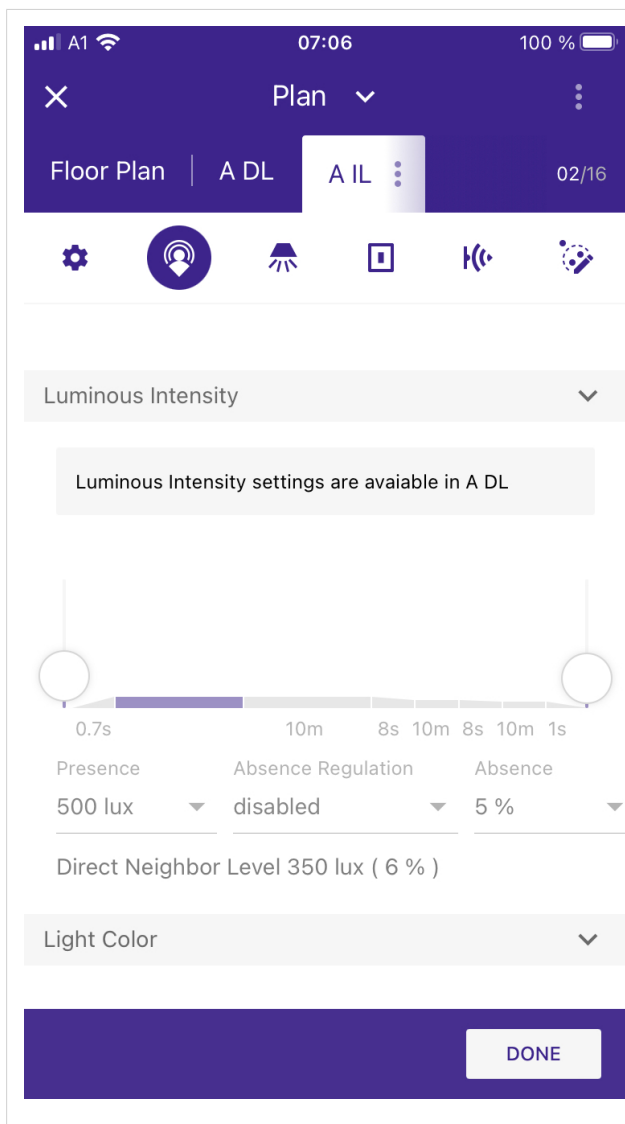 A1 07:06 100 %
Plan
Floor Plan A DL A IL 02/16
Luminous Intensity
Luminous Intensity settings are avaiable in A DL
0.7s 10m 8s 10m 8s 10m 1s
Presence Absence Regulation Absence
500 lux disabled 5 %
Direct Neighbor Level 350 lux ( 6 % )
Light Color
DONE